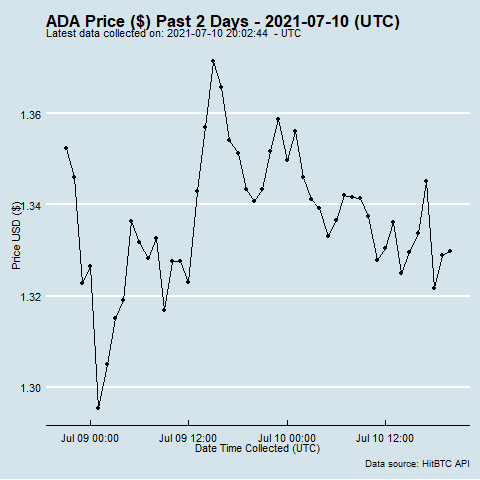 ADA Price ($) Past 2 Days - 2021-07-10 (UTC)
Latest data collected on: 2021-07-10 20:02:44 - UTC
1.36
1.34
1.32
1.30
Price USD ($)
Jul 09 00:00 Jul 09 12:00 Jul 10 00:00 Jul 10 12:00
Date Time Collected (UTC)
Data source: HitBTC API